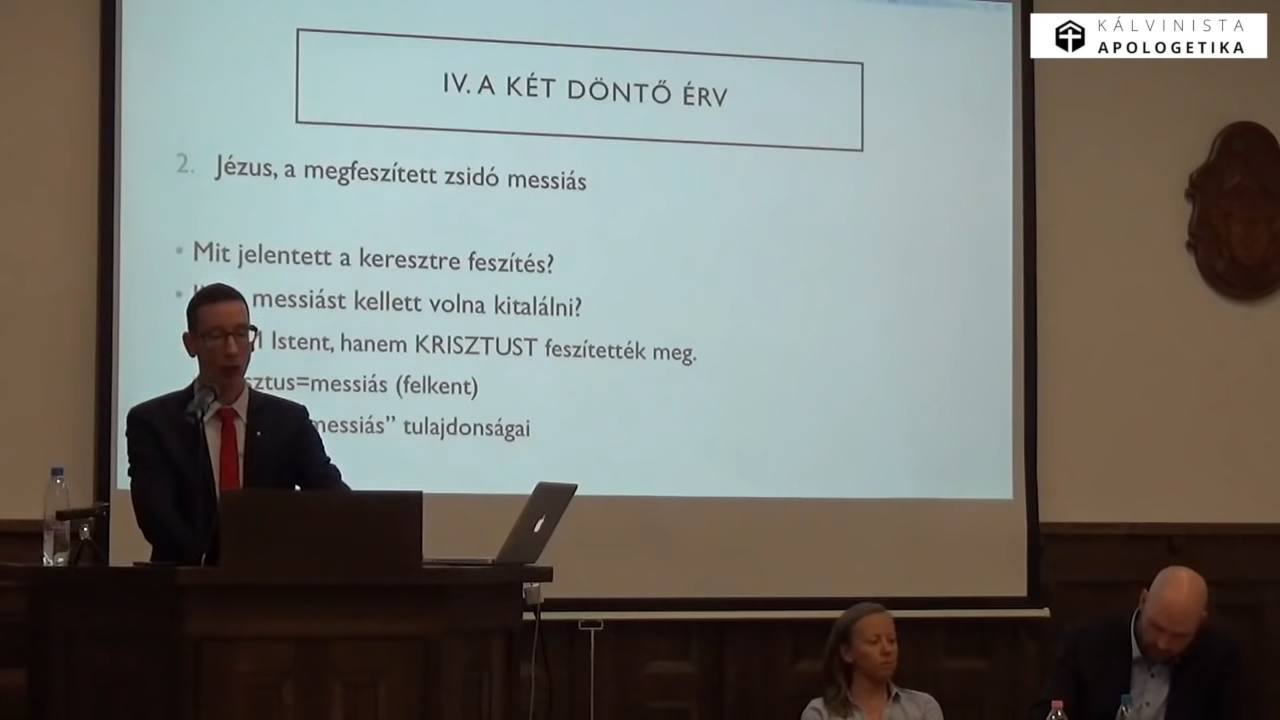 KÁLVINISTA
APOLOGETIKA
IV. A KÉT DÖNTŐ ÉRV
2. Jézus, a megfeszített zsidó messiás
• Mit jelentett a keresztre feszítés?
• messiást kellett volna kitalálni?
Istent, hanem KRISZTUST feszítették meg.
sztus=messiás (felkent)
messiás” tulajdonságai